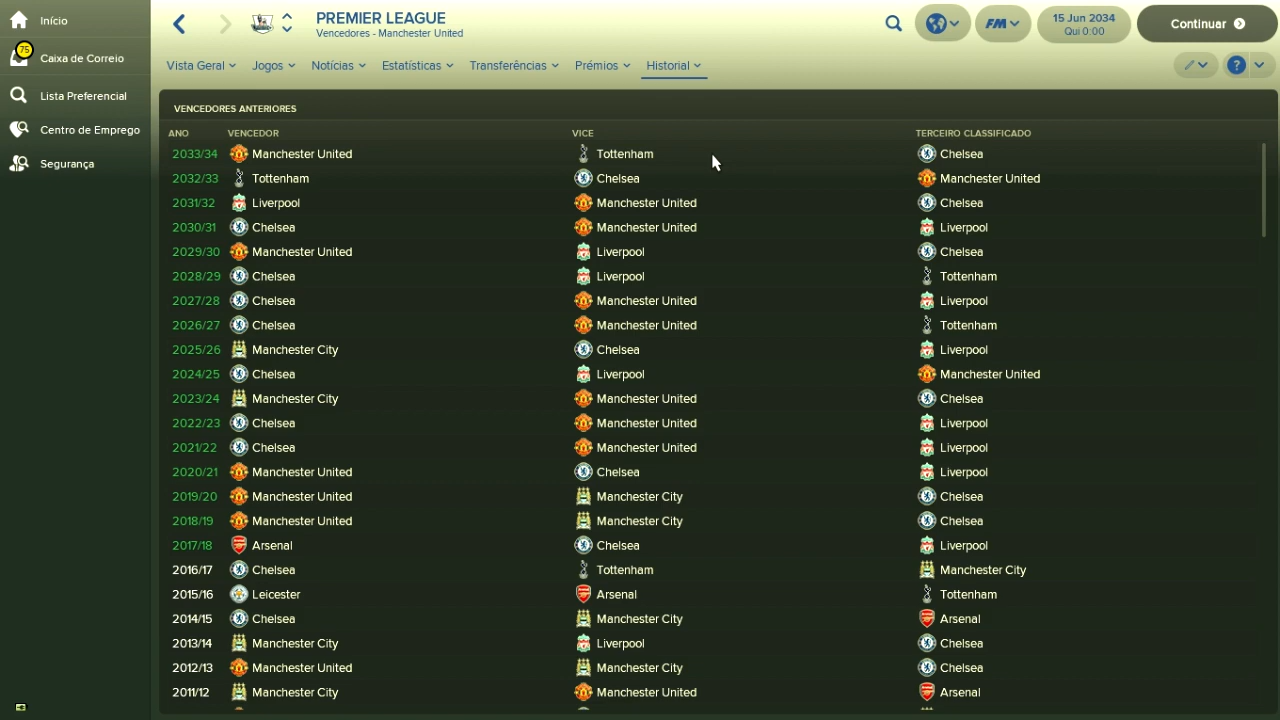 Início
75
Caixa de Correio
Lista Preferencial
Centro de Emprego
Segurança
PREMIER LEAGUE
Vencedores - Manchester United
FM
15 Jun 2034
Qui 0:00
Continuar
Vista Geral
Jogos
Notícias
Estatísticas
Transferências
Prémios
Historial
?
VENCEDORES ANTERIORES
ANO VENCEDOR VICE TERCEIRO CLASSIFICADO
2033/34 Manchester United Tottenham Chelsea
2032/33 Tottenham Chelsea Manchester United
2031/32 Liverpool Manchester United Chelsea
2030/31 Chelsea Manchester United Liverpool
2029/30 Manchester United Liverpool Chelsea
2028/29 Chelsea Liverpool Tottenham
2027/28 Chelsea Manchester United Liverpool
2026/27 Chelsea Manchester United Tottenham
2025/26 Manchester City Chelsea Liverpool
2024/25 Chelsea Liverpool Manchester United
2023/24 Manchester City Manchester United Chelsea
2022/23 Chelsea Manchester United Liverpool
2021/22 Chelsea Manchester United Liverpool
2020/21 Manchester United Chelsea Liverpool
2019/20 Manchester United Manchester City Chelsea
2018/19 Manchester United Manchester City Chelsea
2017/18 Arsenal Chelsea Liverpool
2016/17 Chelsea Tottenham Manchester City
2015/16 Leicester Arsenal Tottenham
2014/15 Chelsea Manchester City Arsenal
2013/14 Manchester City Liverpool Chelsea
2012/13 Manchester United Manchester City Chelsea
2011/12 Manchester City Manchester United Arsenal